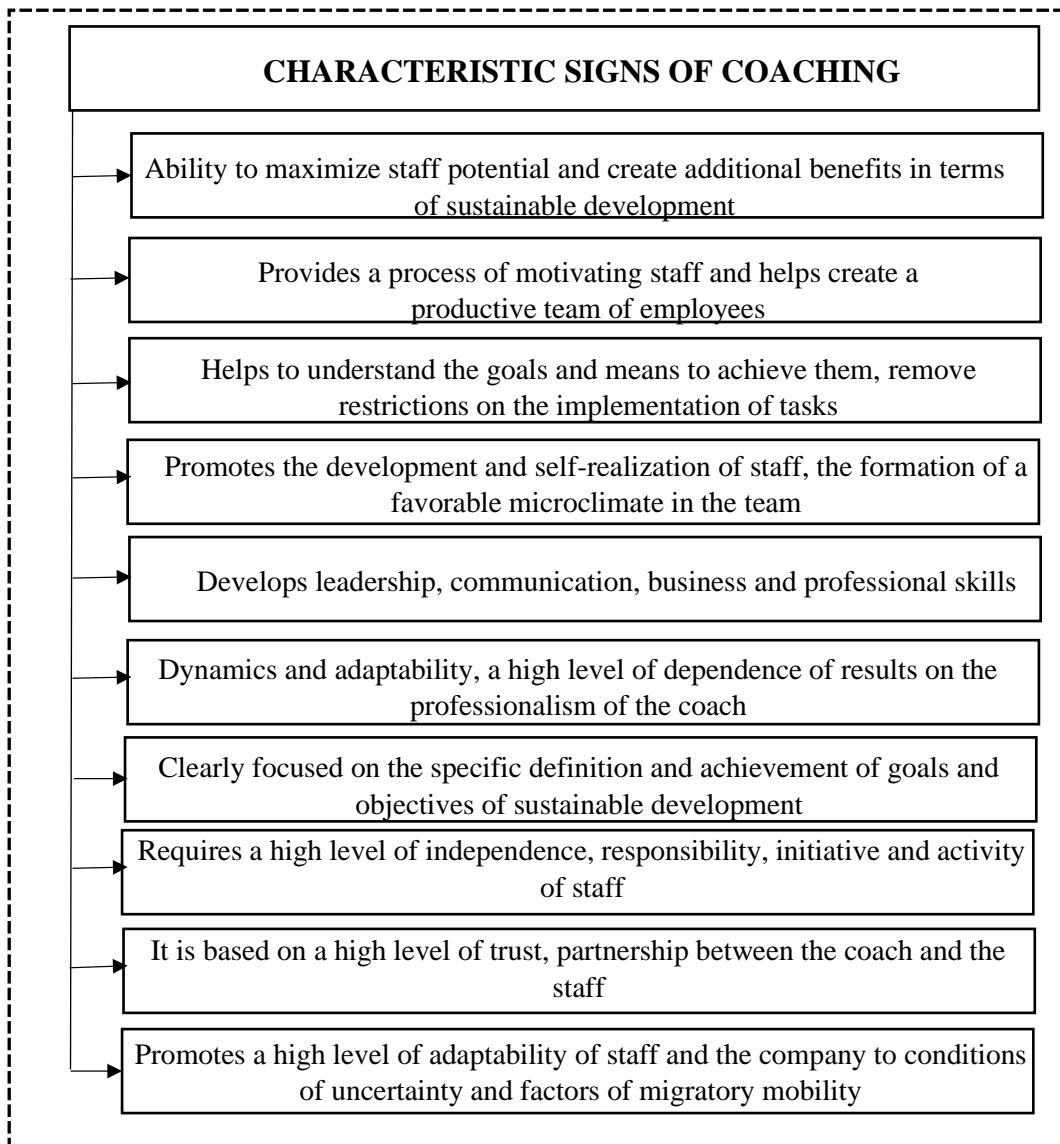 CHARACTERISTIC SIGNS OF COACHING
Ability to maximize staff potential and create additional benefits in terms
of sustainable development
Provides a process of motivating staff and helps create a
productive team of employees
Helps to understand the goals and means to achieve them, remove
restrictions on the implementation of tasks
Promotes the development and self-realization of staff, the formation of a
favorable microclimate in the team
Develops leadership, communication, business and professional skills
Dynamics and adaptability, a high level of dependence of results on the
professionalism of the coach
Clearly focused on the specific definition and achievement of goals and
objectives of sustainable development
Requires a high level of independence, responsibility, initiative and activity
of staff
It is based on a high level of trust, partnership between the coach and the
staff
Promotes a high level of adaptability of staff and the company to conditions
of uncertainty and factors of migratory mobility